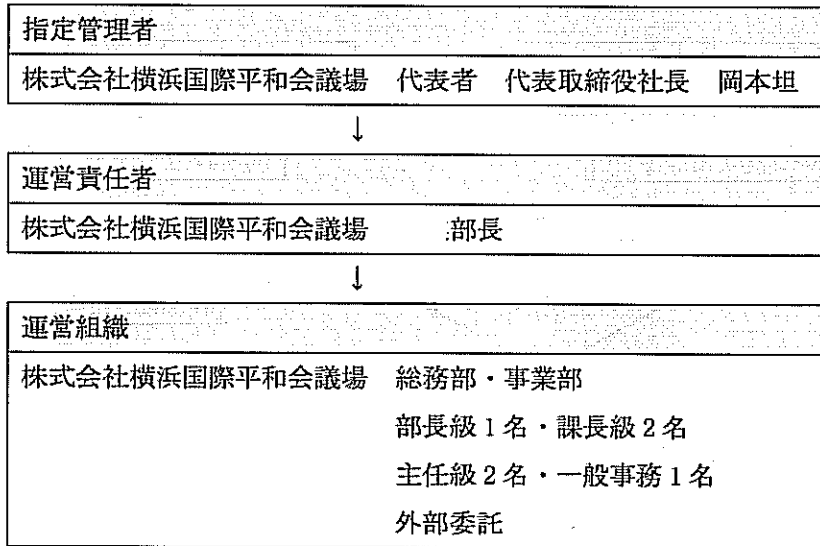 指定管理者
株式会社横浜国際平和会議場 代表者 代表取締役社長 岡本坦
↓
運営責任者
株式会社横浜国際平和会議場 部長
↓
運営組織
株式会社横浜国際平和会議場 総務部・事業部
部長級1名・課長級2名
主任級2名・一般事務1名
外部委託